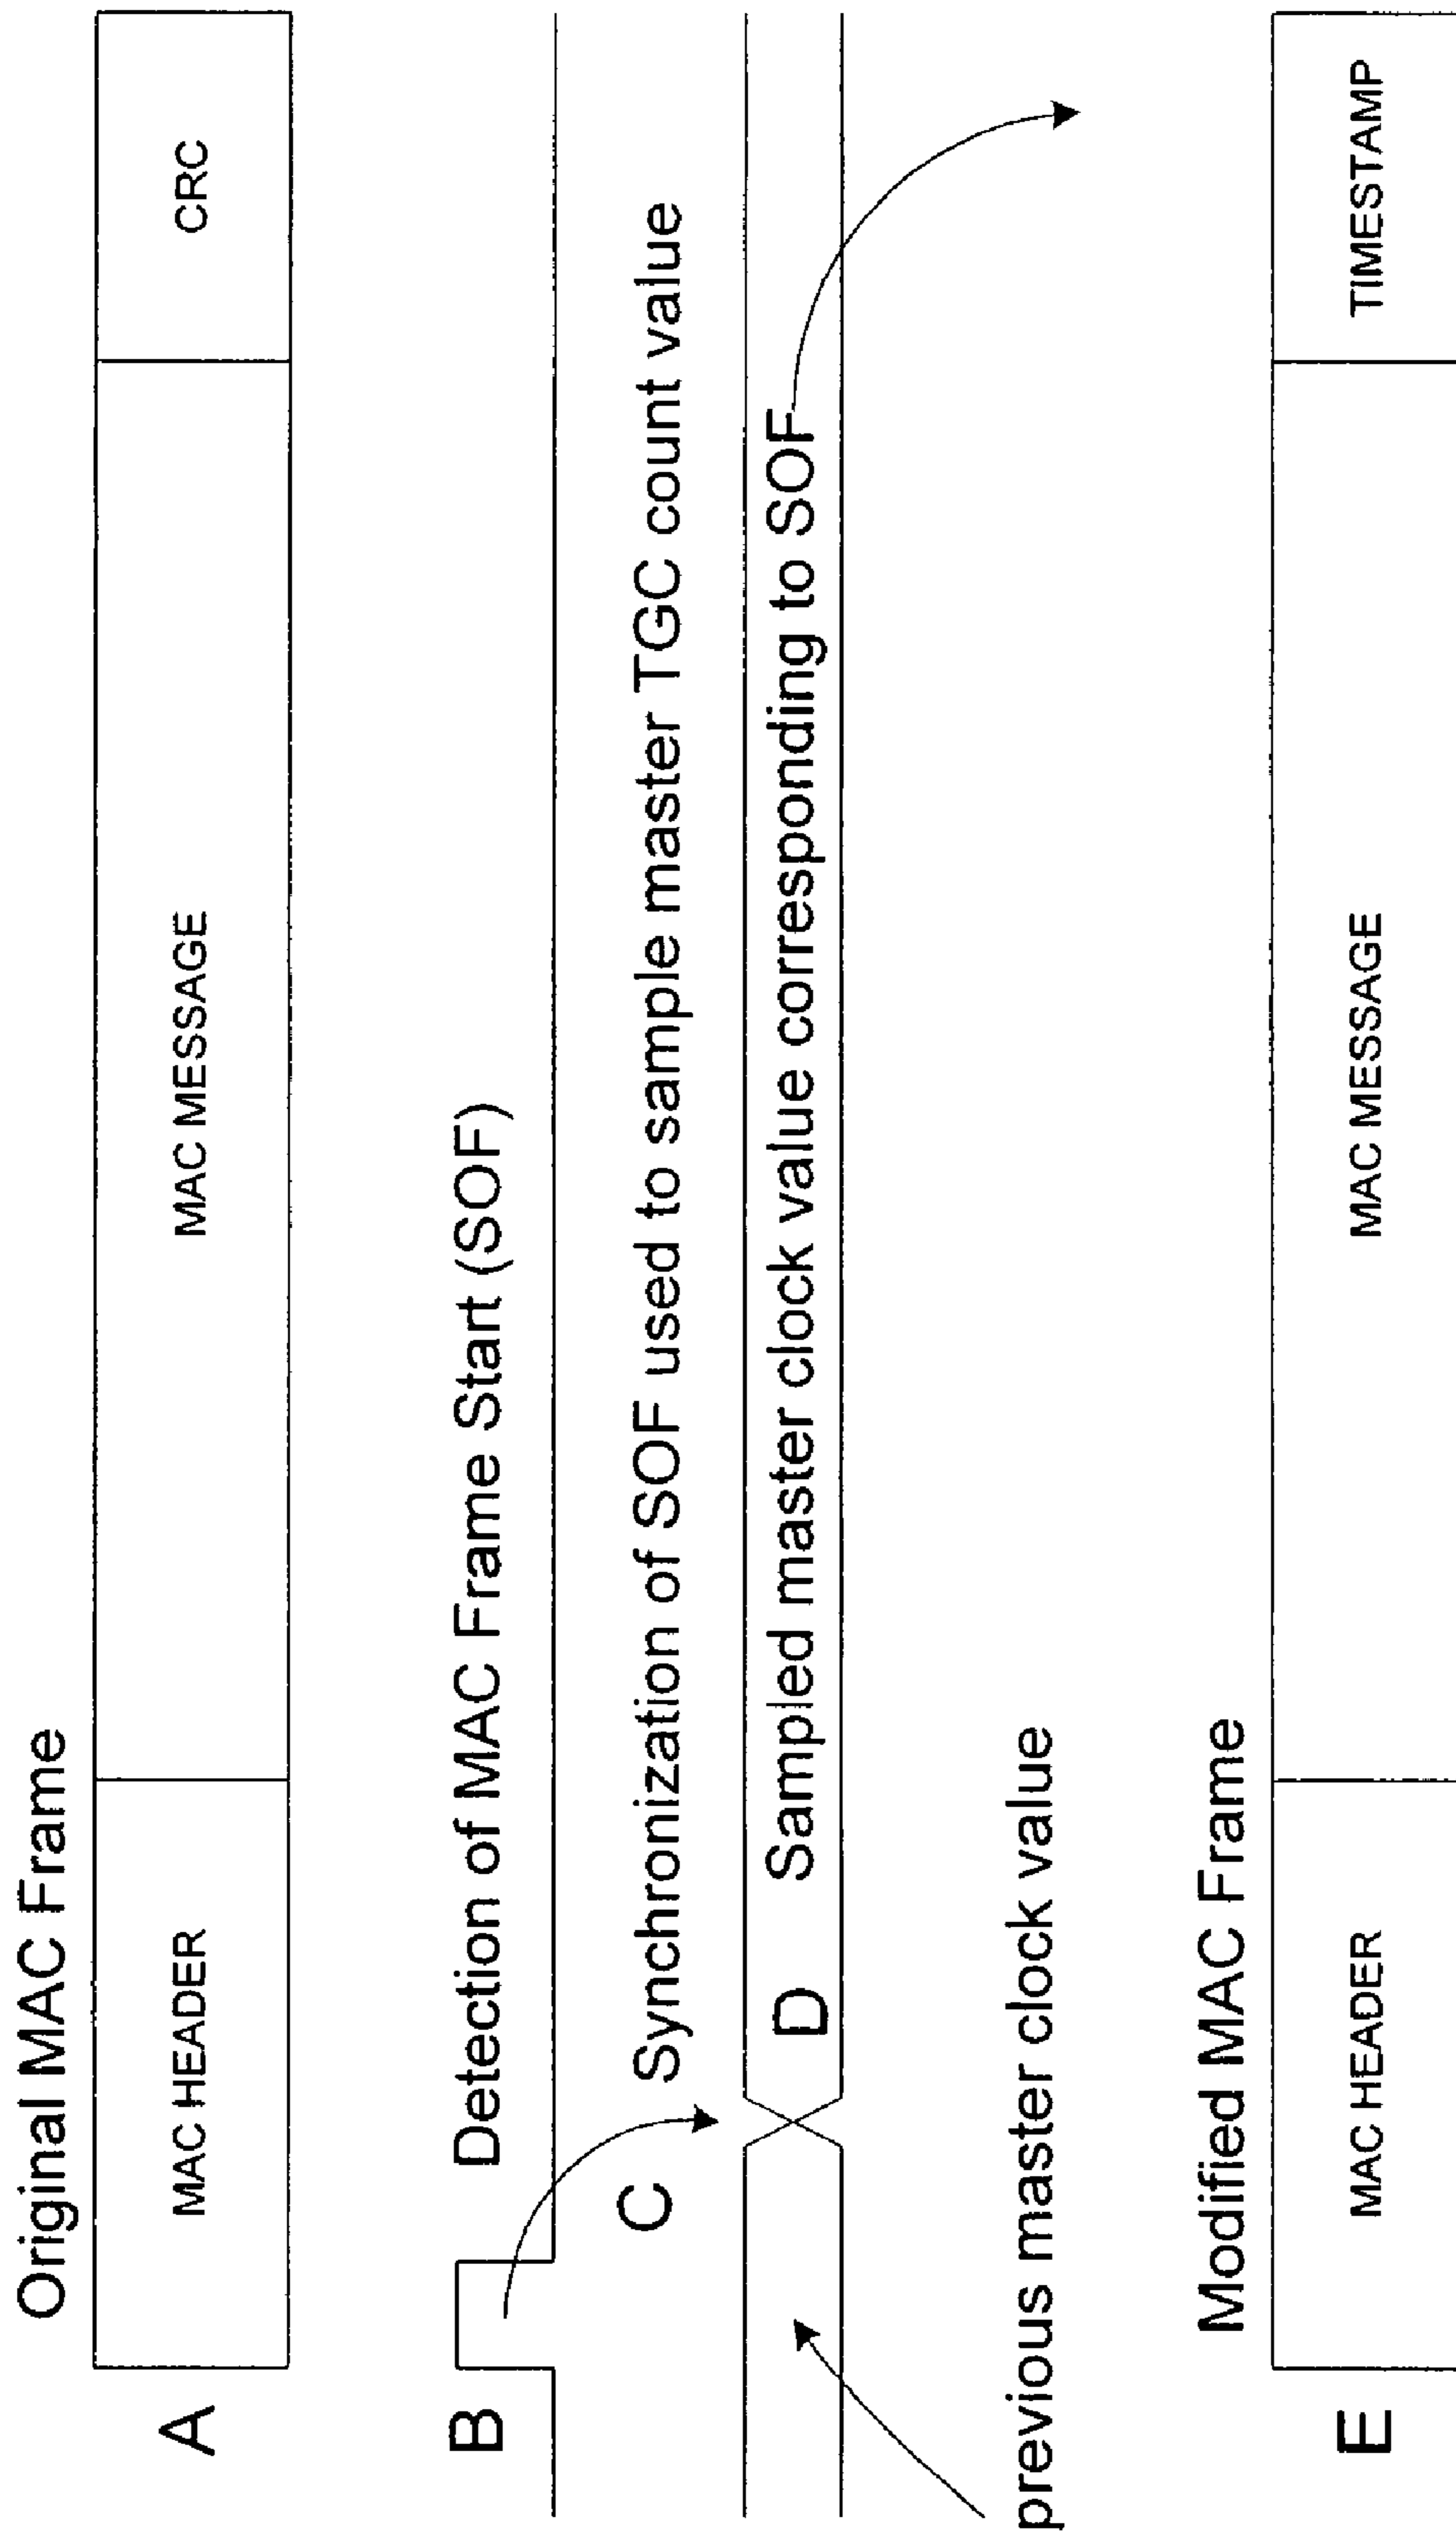 Original MAC Frame
A
MAC HEADER
MAC MESSAGE
CRC
B
Detection of MAC Frame Start (SOF)
C
Synchronization of SOF used to sample master TGC count value
D
Sampled master clock value corresponding to SOF
previous master clock value
Modified MAC Frame
E
MAC HEADER
MAC MESSAGE
TIMESTAMP